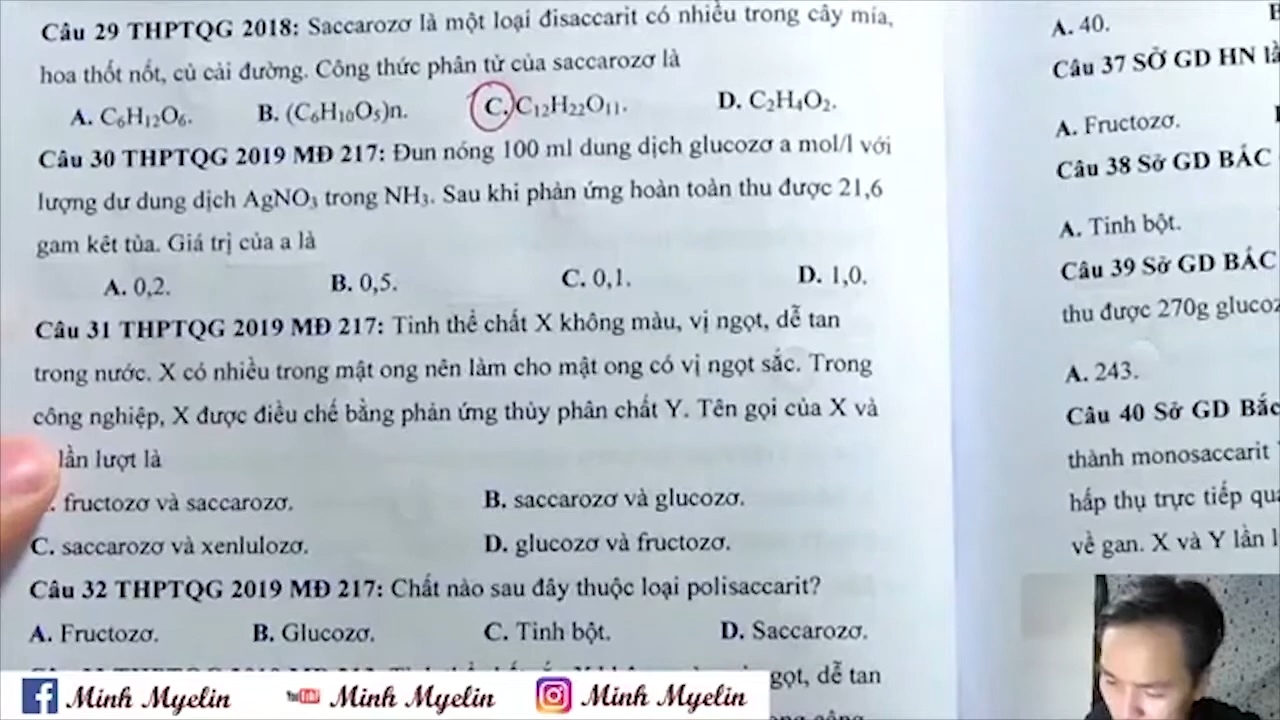 Câu 29 THPTQG 2018: Saccarozơ là một loại đisaccarit có nhiều trong cây mía,
hoa thốt nốt, củ cải đường. Công thức phân tử của saccarozơ là
A. C₆H₁₂O₆. B. (C₆H₁₀O₅)n. C. C₁₂H₂₂O₁₁. D. C₂H₄O₂.
Câu 30 THPTQG 2019 MĐ 217: Đun nóng 100 ml dung dịch glucozơ a mol/l với
lượng dư dung dịch AgNO₃ trong NH₃. Sau khi phản ứng hoàn toàn thu được 21,6
gam kết tủa. Giá trị của a là
A. 0,2. B. 0,5. C. 0,1. D. 1,0.
Câu 31 THPTQG 2019 MĐ 217: Tinh thể chất X không màu, vị ngọt, dễ tan
trong nước. X có nhiều trong mật ong nên làm cho mật ong có vị ngọt sắc. Trong
công nghiệp, X được điều chế bằng phản ứng thủy phân chất Y. Tên gọi của X và
lần lượt là
fructozơ và saccarozơ. B. saccarozơ và glucozơ.
C. saccarozơ và xenlulozơ. D. glucozơ và fructozơ.
Câu 32 THPTQG 2019 MĐ 217: Chất nào sau đây thuộc loại polisaccarit?
A. Fructozơ. B. Glucozơ. C. Tinh bột. D. Saccarozơ.
gọt, dễ tan
A. 40.
Câu 37 SỞ GD HN
A. Fructozơ.
Câu 38 Sở GD BẮC
A. Tinh bột.
Câu 39 Sở GD BẮC
thu được 270g
A. 243.
Câu 40 Sở GD Bắc
thành monosaccarit
hấp thụ trực tiếp
về gan. X và Y lần
Minh Myelin YouTube Minh Myelin Minh Myelin